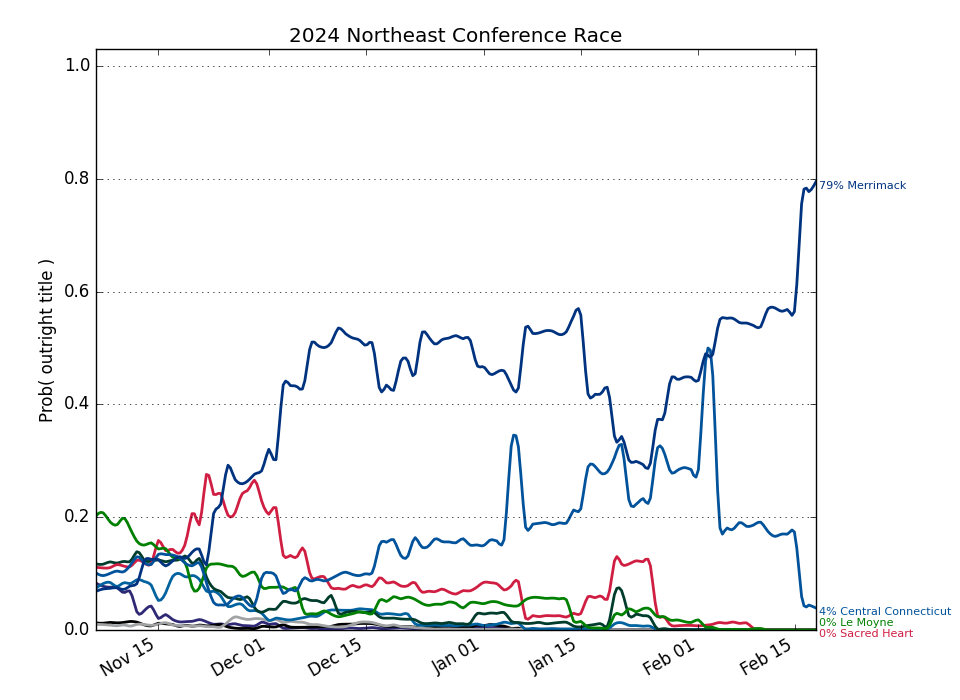 2024 Northeast Conference Race
Prob( outright title )
1.0
0.8
0.6
0.4
0.2
0.0
79% Merrimack
4% Central Connecticut
0% Le Moyne
0% Sacred Heart
Nov 15
Dec 01
Dec 15
Jan 01
Jan 15
Feb 01
Feb 15